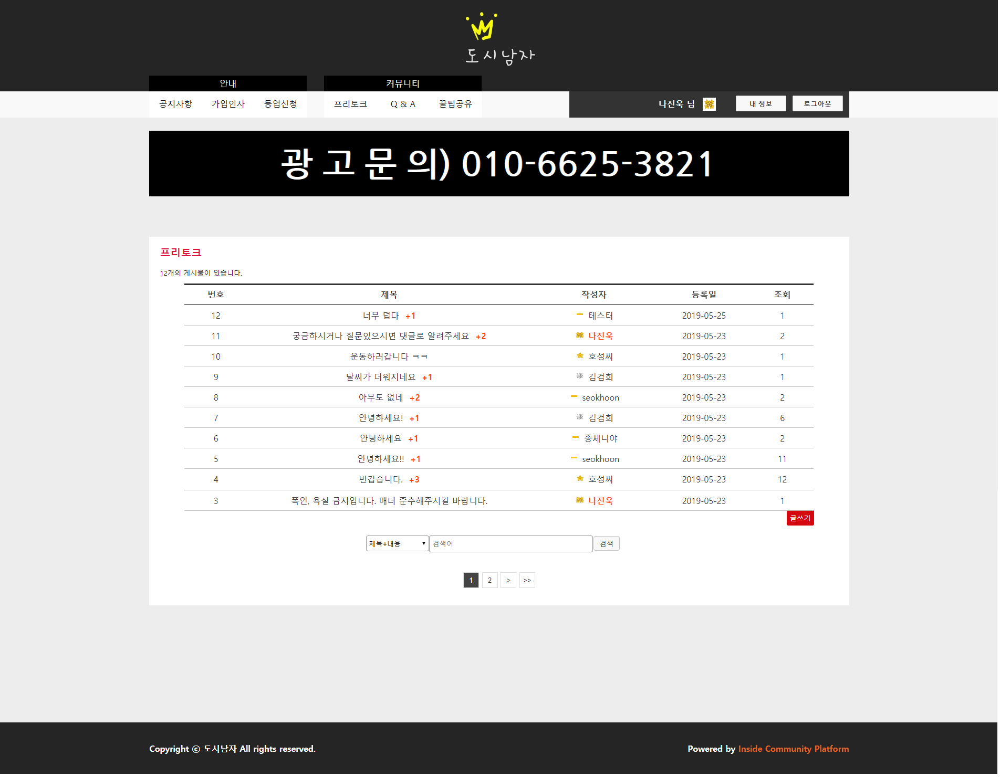 도시남자
안내 커뮤니티
공지사항 가입인사 등업신청 프리토크 Q & A 꿀팁공유 나진욱 님 내 정보 로그아웃
광 고 문 의) 010-6625-3821
프리토크
12개의 게시물이 있습니다.
번호 제목 작성자 등록일 조회
12 너무 덥다 +1 테스터 2019-05-25 1
11 궁금하시거나 질문있으시면 댓글로 알려주세요 +2 나진욱 2019-05-23 2
10 운동하러갑니다 ㅋㅋ 호성씨 2019-05-23 1
9 날씨가 더워지네요 +1 김검희 2019-05-23 1
8 아무도 없네 +2 seokhoon 2019-05-23 2
7 안녕하세요! +1 김검희 2019-05-23 6
6 안녕하세요 +1 종체니야 2019-05-23 2
5 안녕하세요!! +1 seokhoon 2019-05-23 11
4 반갑습니다. +3 호성씨 2019-05-23 12
3 폭언, 욕설 금지입니다. 매너 준수해주시길 바랍니다. 나진욱 2019-05-23 1
글쓰기
제목+내용 검색어 검색
1 2 > >>
Copyright ⓒ 도시남자 All rights reserved. Powered by Inside Community Platform